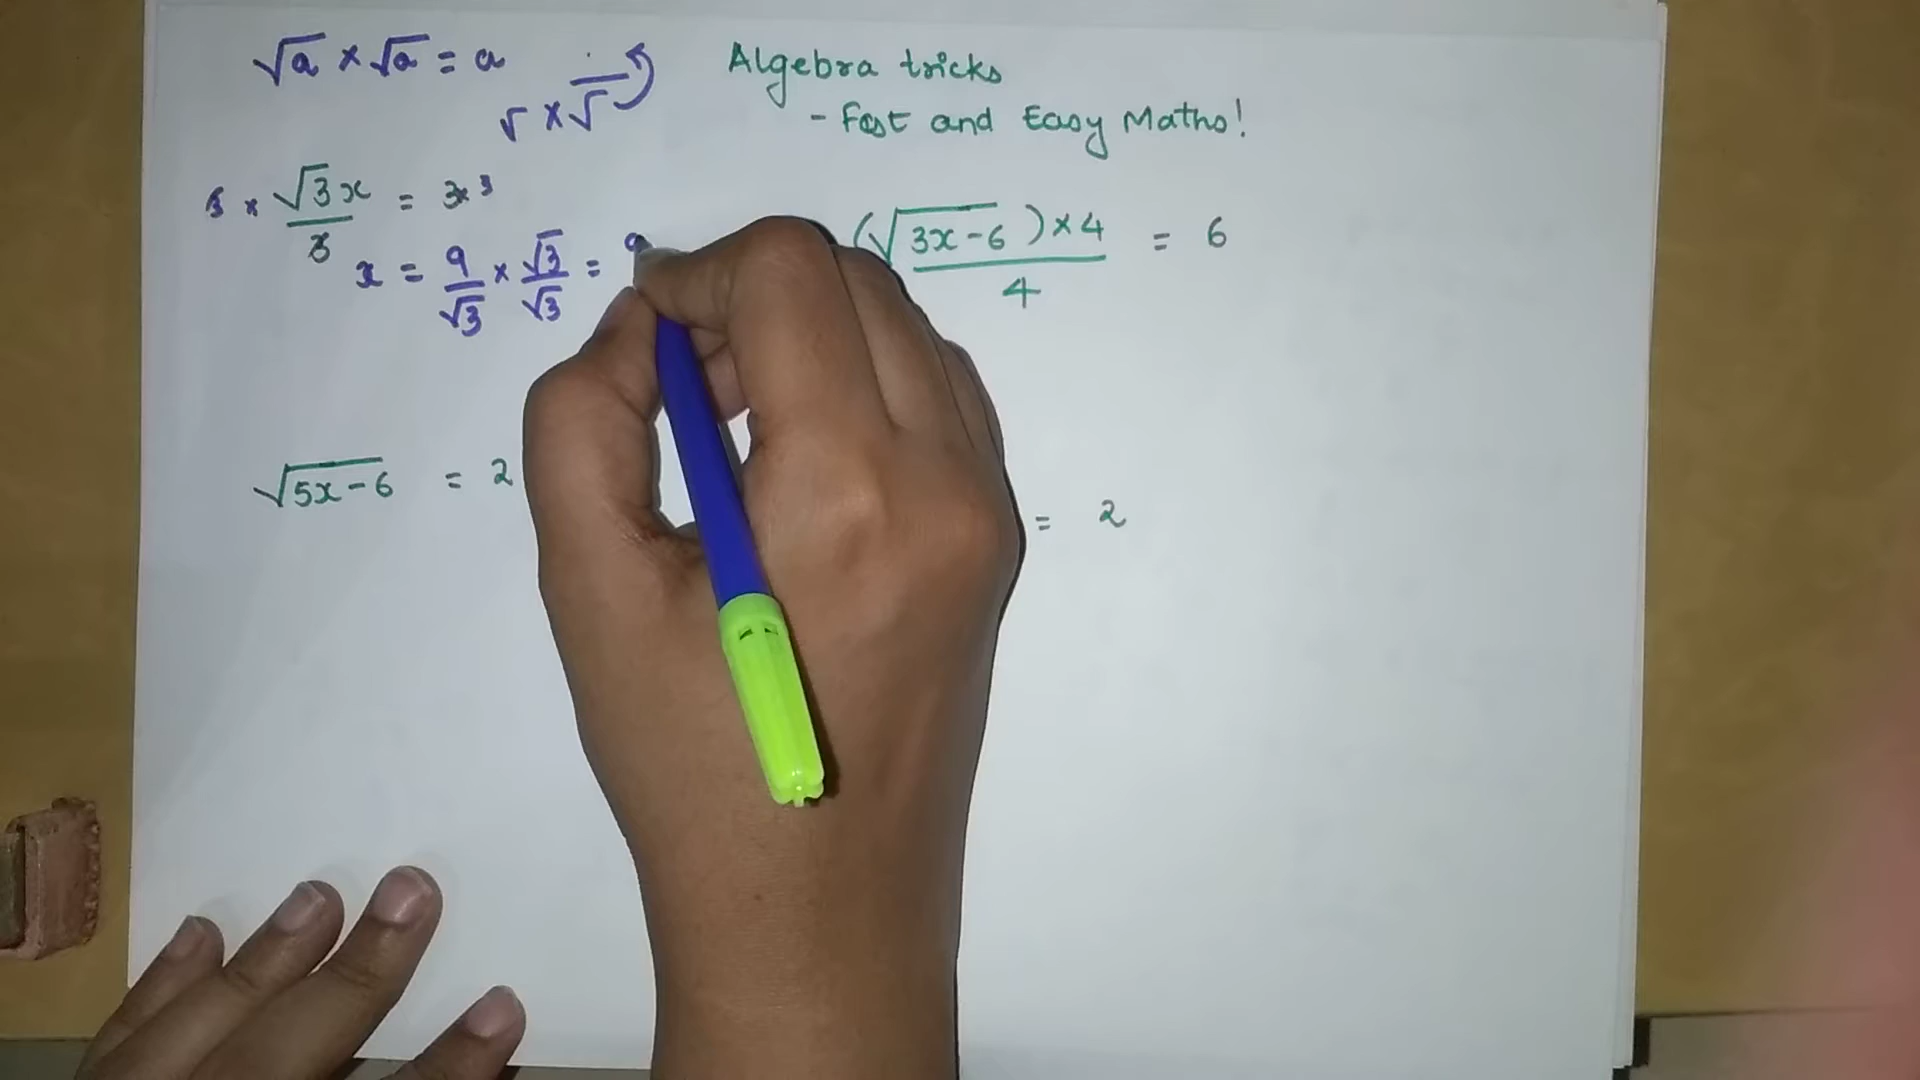 √a × √a = a
√ × √
Algebra tricks
- Fast and Easy Maths!
3 × √3x / 3 = 3×3
x = 9/√3 × √3/√3 = 9
(√3x-6) × 4 / 4 = 6
√5x-6 = 2
= 2